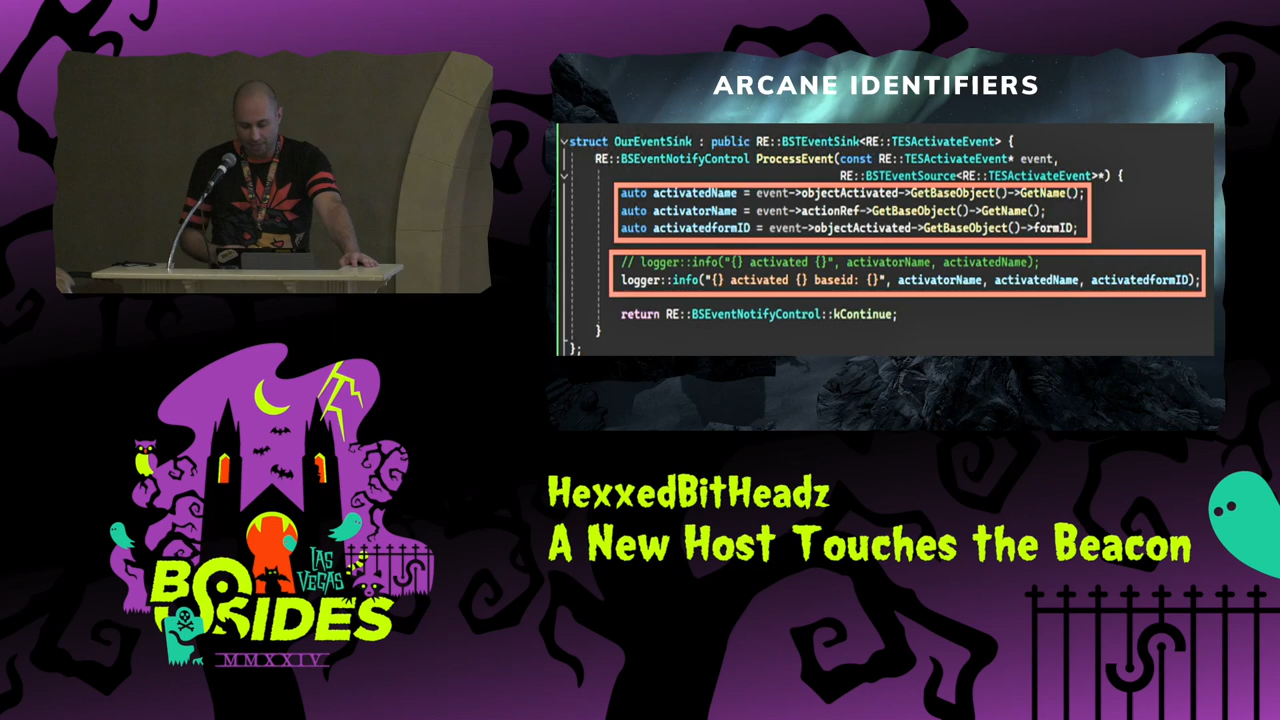 ARCANE IDENTIFIERS
struct OurEventSink : public RE::BSTEventSink<RE::TESActivateEvent> {
RE::BSEventNotifyControl ProcessEvent(const RE::TESActivateEvent* event,
RE::BSTEventSource<RE::TESActivateEvent>*) {
auto activatedName = event->objectActivated->GetBaseObject()->GetName();
auto activatorName = event->actionRef->GetBaseObject()->GetName();
auto activatedformID = event->objectActivated->GetBaseObject()->formID;
// logger::info("{} activated {}", activatorName, activatedName);
logger::info("{} activated {} baseid: {}", activatorName, activatedName, activatedformID);
return RE::BSEventNotifyControl::kContinue;
}
};
HexxedBitHeadz
A New Host Touches the Beacon
LAS
VEGAS
BSIDES
MMXXIV